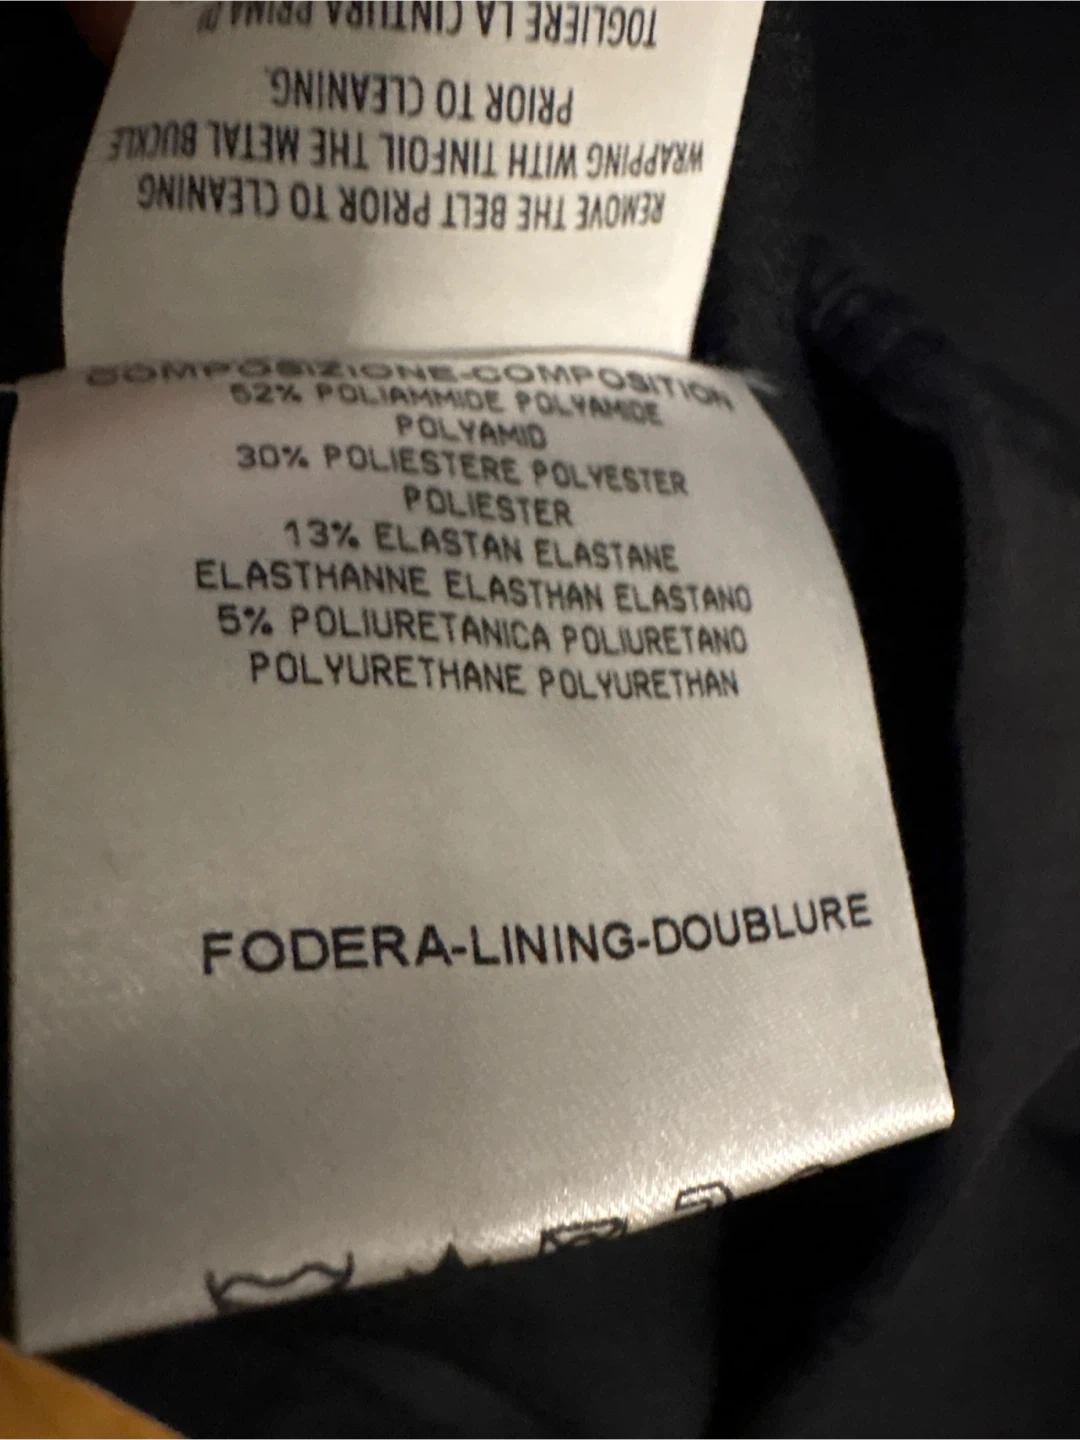 REMOVE THE BELT PRIOR TO CLEANING
WRAPPING WITH TINFOIL THE METAL BUCKLE
PRIOR TO CLEANING.
TOGLIERE LA CINTURA PRIMA
COMPOSIZIONE-COMPOSITION
52% POLIAMMIDE POLYAMIDE
POLYAMID
30% POLIESTERE POLYESTER
POLIESTER
13% ELASTAN ELASTANE
ELASTHANNE ELASTHAN ELASTANO
5% POLIURETANICA POLIURETANO
POLYURETHANE POLYURETHAN
FODERA-LINING-DOUBLURE